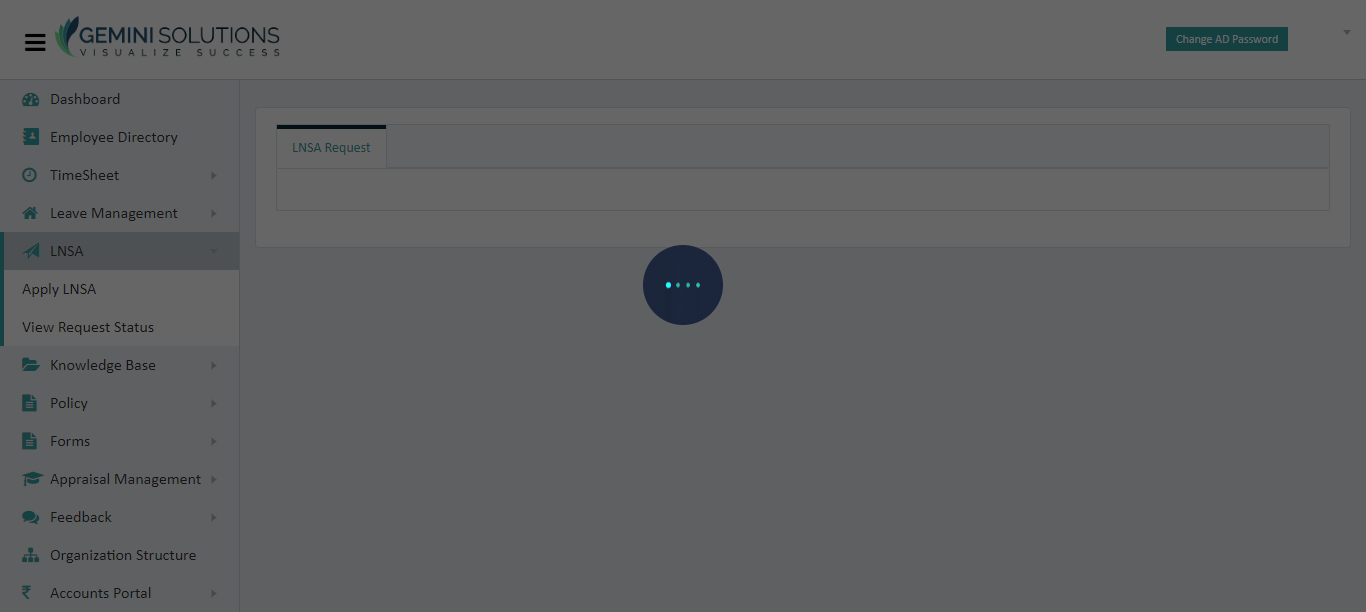 GEMINI SOLUTIONS
VISUALIZE SUCCESS
Change AD Password
Dashboard
Employee Directory
TimeSheet
Leave Management
LNSA
Apply LNSA
View Request Status
Knowledge Base
Policy
Forms
Appraisal Management
Feedback
Organization Structure
₹ Accounts Portal
LNSA Request